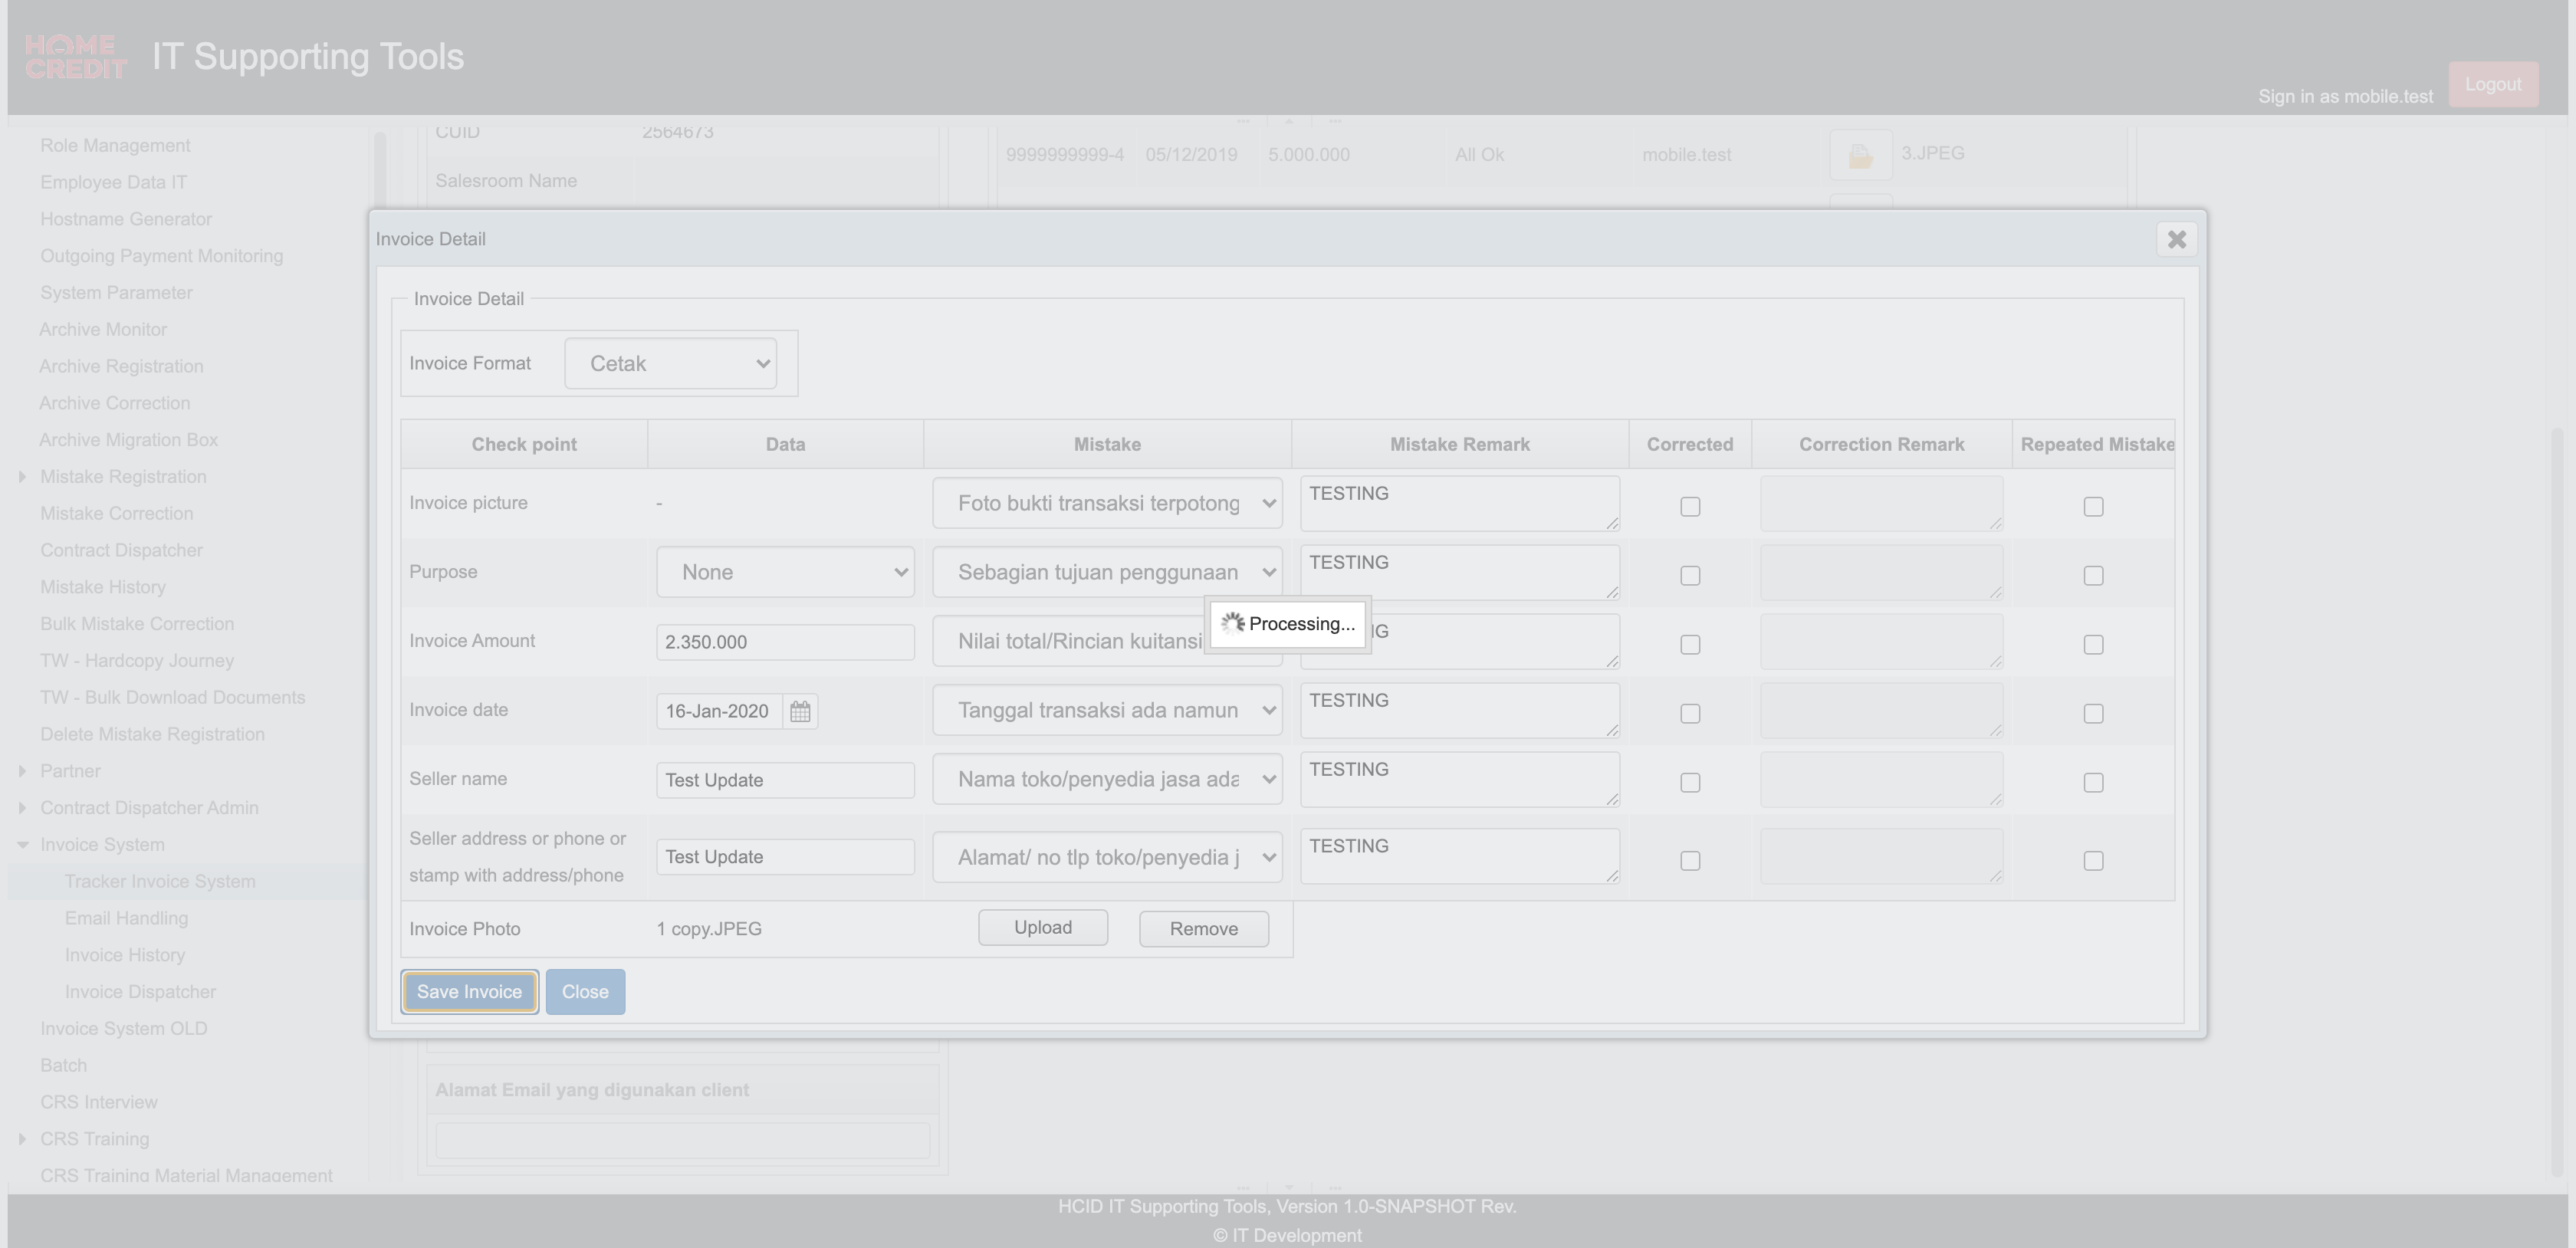 HOME
CREDIT
IT Supporting Tools
Sign in as mobile.test
Logout
Role Management
Employee Data IT
Hostname Generator
Outgoing Payment Monitoring
System Parameter
Archive Monitor
Archive Registration
Archive Correction
Archive Migration Box
Mistake Registration
Mistake Correction
Contract Dispatcher
Mistake History
Bulk Mistake Correction
TW - Hardcopy Journey
TW - Bulk Download Documents
Delete Mistake Registration
Partner
Contract Dispatcher Admin
Invoice System
Tracker Invoice System
Email Handling
Invoice History
Invoice Dispatcher
Invoice System OLD
Batch
CRS Interview
CRS Training
CRS Training Material Management
CUID 2564673
Salesroom Name
9999999999-4 05/12/2019 5.000.000 All Ok mobile.test 3.JPEG
Invoice Detail
Invoice Detail
Invoice Format Cetak
Check point Data Mistake Mistake Remark Corrected Correction Remark Repeated Mistake
Invoice picture - Foto bukti transaksi terpotong TESTING
Purpose None Sebagian tujuan penggunaan TESTING
Processing...
Invoice Amount 2.350.000 Nilai total/Rincian kuitansi G
Invoice date 16-Jan-2020 Tanggal transaksi ada namun TESTING
Seller name Test Update Nama toko/penyedia jasa ada TESTING
Seller address or phone or
stamp with address/phone Test Update Alamat/ no tlp toko/penyedia j TESTING
Invoice Photo 1 copy.JPEG Upload Remove
Save Invoice Close
Alamat Email yang digunakan client
HCID IT Supporting Tools, Version 1.0-SNAPSHOT Rev.
© IT Development